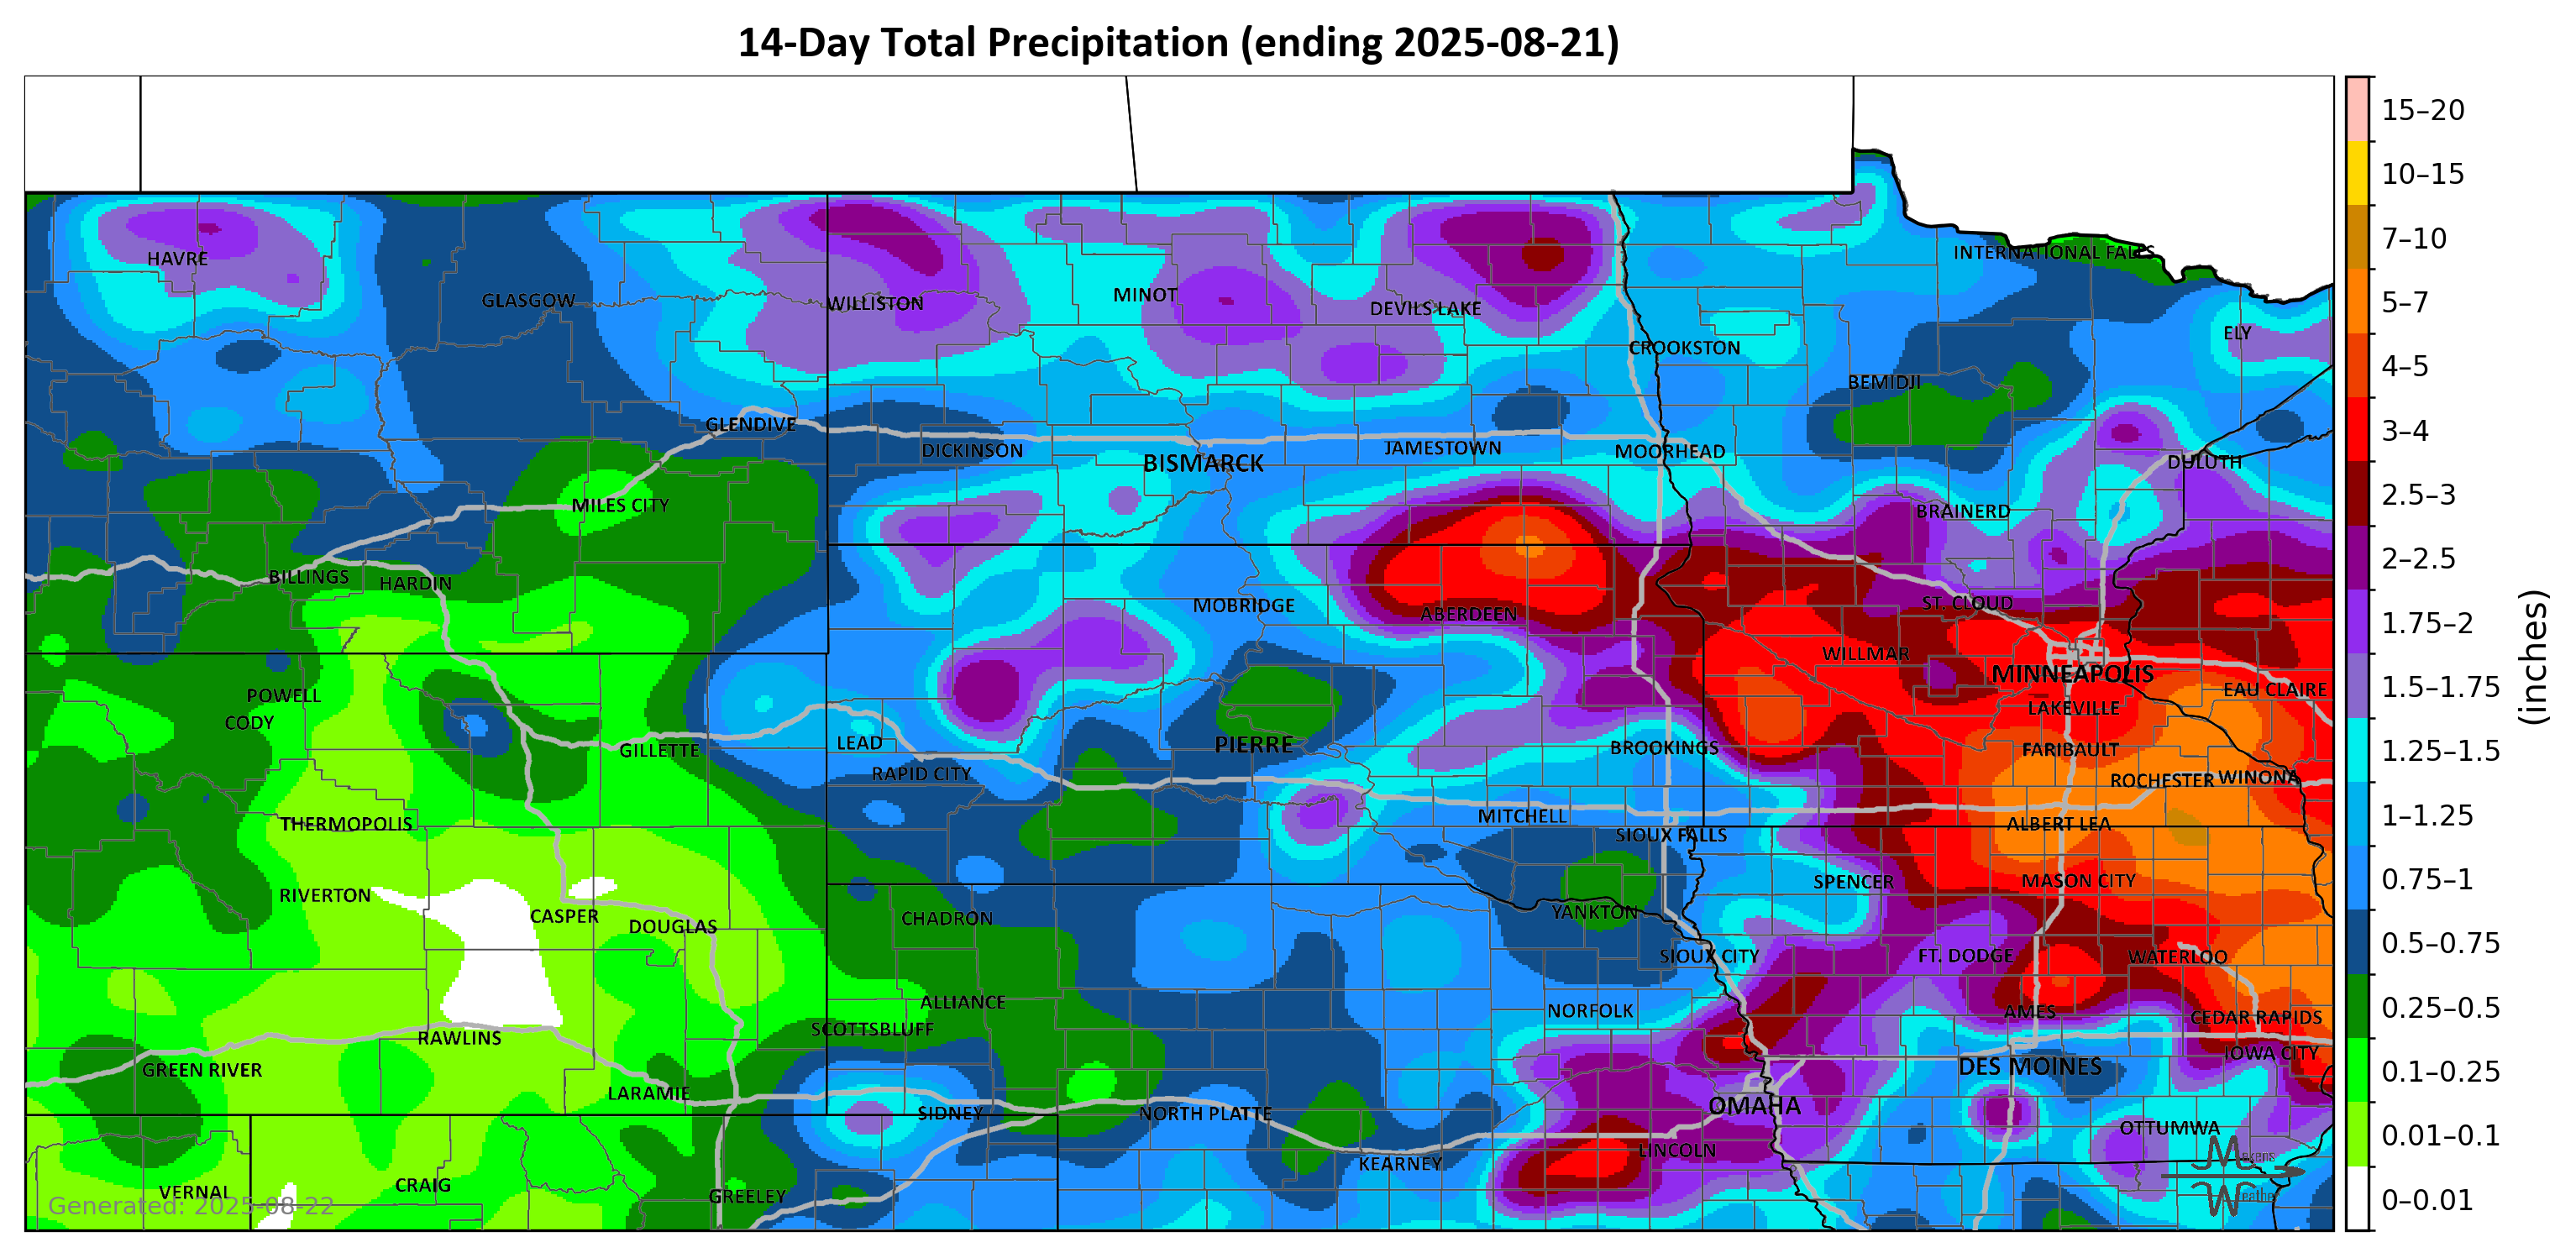 14-Day Total Precipitation (ending 2025-08-21)
15–20
10–15
7–10
5–7
4–5
3–4
2.5–3
2–2.5
1.75–2
1.5–1.75
1.25–1.5
1–1.25
0.75–1
0.5–0.75
0.25–0.5
0.1–0.25
0.01–0.1
0–0.01
(inches)
HAVRE
GLASGOW
WILLISTON
MINOT
DEVILS LAKE
INTERNATIONAL FALLS
ELY
CROOKSTON
BEMIDJI
GLENDIVE
DICKINSON
BISMARCK
JAMESTOWN
MOORHEAD
DULUTH
MILES CITY
BRAINERD
BILLINGS
HARDIN
MOBRIDGE
ABERDEEN
ST. CLOUD
WILLMAR
MINNEAPOLIS
EAU CLAIRE
POWELL
CODY
LAKEVILLE
GILLETTE
LEAD
PIERRE
BROOKINGS
FARIBAULT
RAPID CITY
ROCHESTER
WINONA
THERMOPOLIS
MITCHELL
SIOUX FALLS
ALBERT LEA
RIVERTON
SPENCER
MASON CITY
CASPER
DOUGLAS
CHADRON
YANKTON
SIOUX CITY
FT. DODGE
WATERLOO
ALLIANCE
NORFOLK
AMES
CEDAR RAPIDS
SCOTTSBLUFF
RAWLINS
IOWA CITY
GREEN RIVER
DES MOINES
LARAMIE
SIDNEY
NORTH PLATTE
OMAHA
OTTUMWA
LINCOLN
KEARNEY
VERNAL
CRAIG
GREELEY
Makens
Weather
Generated: 2025-08-22